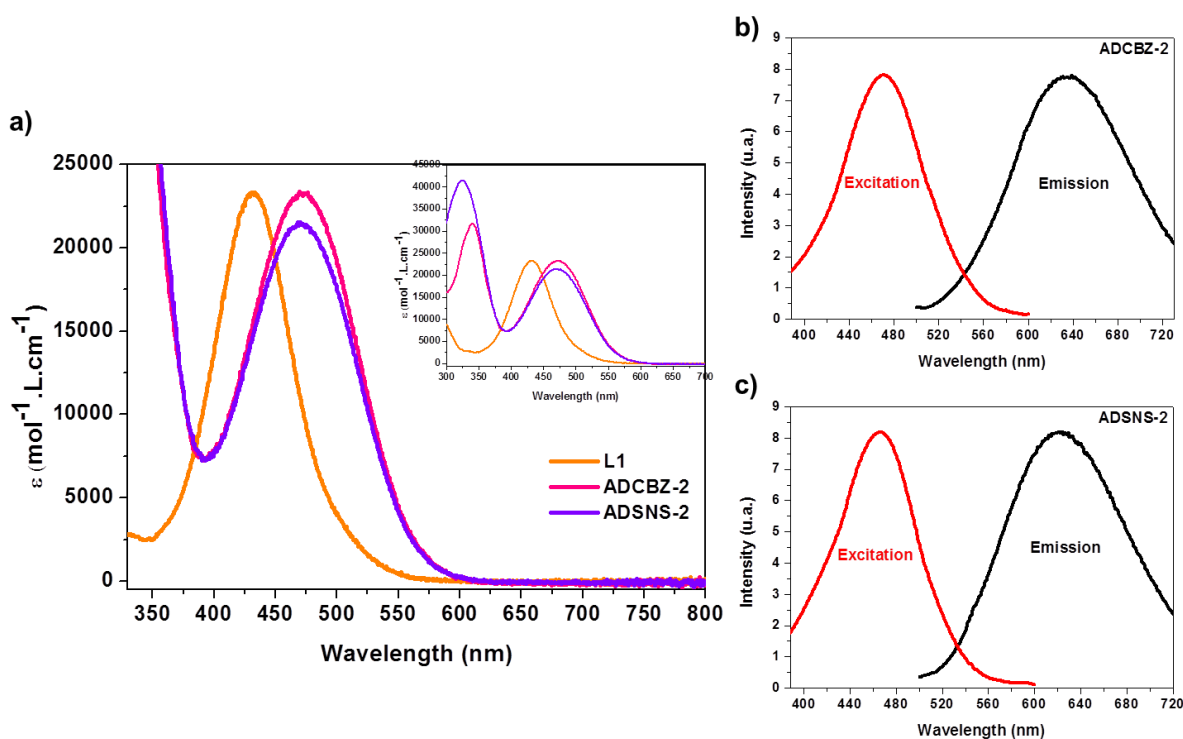 a)
25000
20000
15000
10000
5000
0
ε (mol⁻¹.L.cm⁻¹)
350 400 450 500 550 600 650 700 750 800
Wavelength (nm)
L1
ADCBZ-2
ADSNS-2
45000
40000
35000
30000
25000
20000
15000
10000
5000
0
ε (mol⁻¹.L.cm⁻¹)
300 350 400 450 500 550 600 650 700
Wavelength (nm)
b)
ADCBZ-2
9
8
7
6
5
4
3
2
1
0
Intensity (u.a.)
Excitation
Emission
400 440 480 520 560 600 640 680 720
Wavelength (nm)
c)
ADSNS-2
9
8
7
6
5
4
3
2
1
0
Intensity (u.a.)
Excitation
Emission
400 440 480 520 560 600 640 680 720
Wavelength (nm)